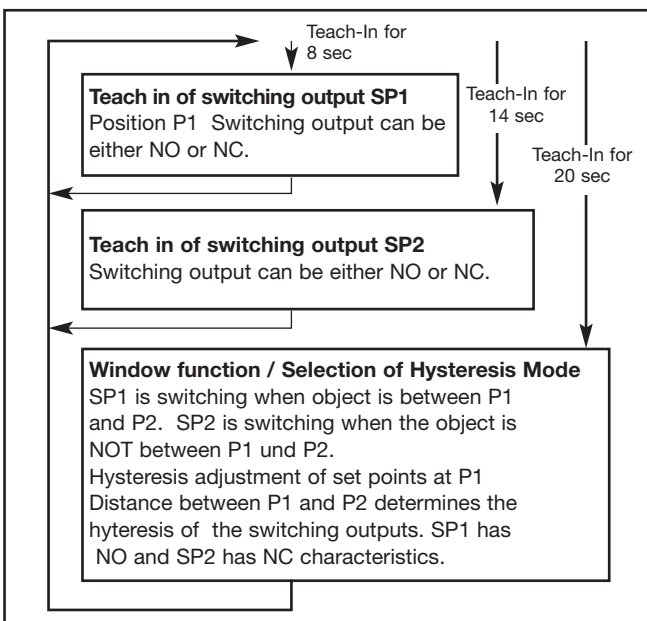 Teach-In for
8 sec
Teach in of switching output SP1
Position P1 Switching output can be
either NO or NC.
Teach-In for
14 sec
Teach-In for
20 sec
Teach in of switching output SP2
Switching output can be either NO or NC.
Window function / Selection of Hysteresis Mode
SP1 is switching when object is between P1
and P2. SP2 is switching when the object is
NOT between P1 und P2.
Hysteresis adjustment of set points at P1
Distance between P1 and P2 determines the
hyteresis of the switching outputs. SP1 has
NO and SP2 has NC characteristics.